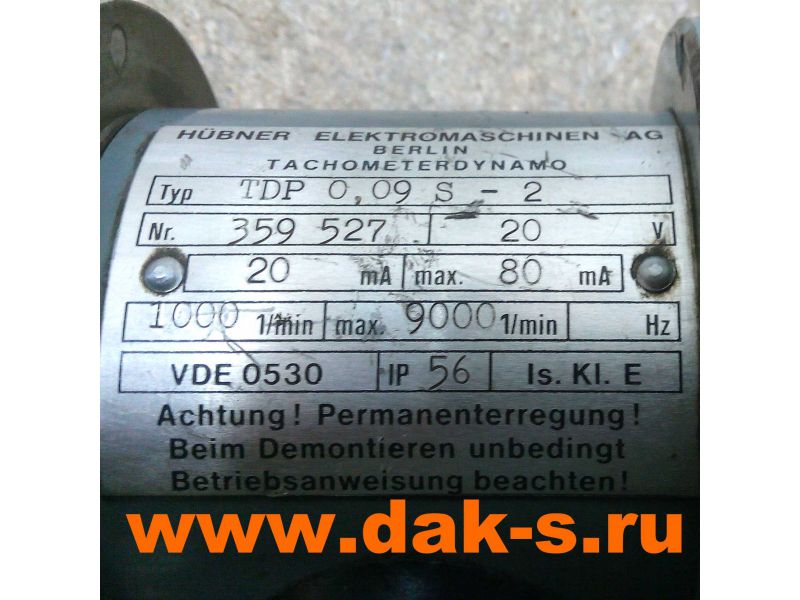 HÜBNER ELEKTROMASCHINEN AG
BERLIN
TACHOMETERDYNAMO
Typ TDP 0,09 S - 2
Nr. 359 527 20 V
20 mA max. 80 mA
1000 1/min max. 9000 1/min Hz
VDE 0530 IP 56 Is. Kl. E
Achtung! Permanenterregung!
Beim Demontieren unbedingt
Betriebsanweisung beachten!
www.dak-s.ru